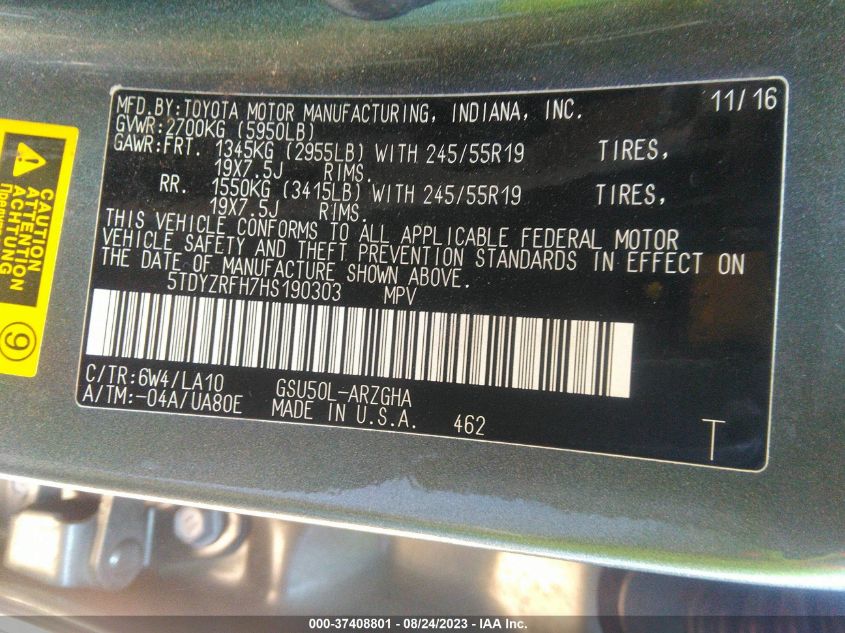 MFD.BY:TOYOTA MOTOR MANUFACTURING, INDIANA, INC. 11/16
GVWR:2700KG (5950LB)
GAWR:FRT. 1345KG (2955LB) WITH 245/55R19 TIRES,
19X7.5J RIMS.
RR. 1550KG (3415LB) WITH 245/55R19 TIRES,
19X7.5J RIMS.
THIS VEHICLE CONFORMS TO ALL APPLICABLE FEDERAL MOTOR
VEHICLE SAFETY AND THEFT PREVENTION STANDARDS IN EFFECT ON
THE DATE OF MANUFACTURE SHOWN ABOVE.
5TDYZRFH7HS190303 MPV
C/TR:6W4/LA10 GSU50L-ARZGHA
A/TM:-04A/UA80E MADE IN U.S.A. 462 T
CAUTION
ATTENTION
ACHTUNG
9
000-37408801 - 08/24/2023 - IAA Inc.